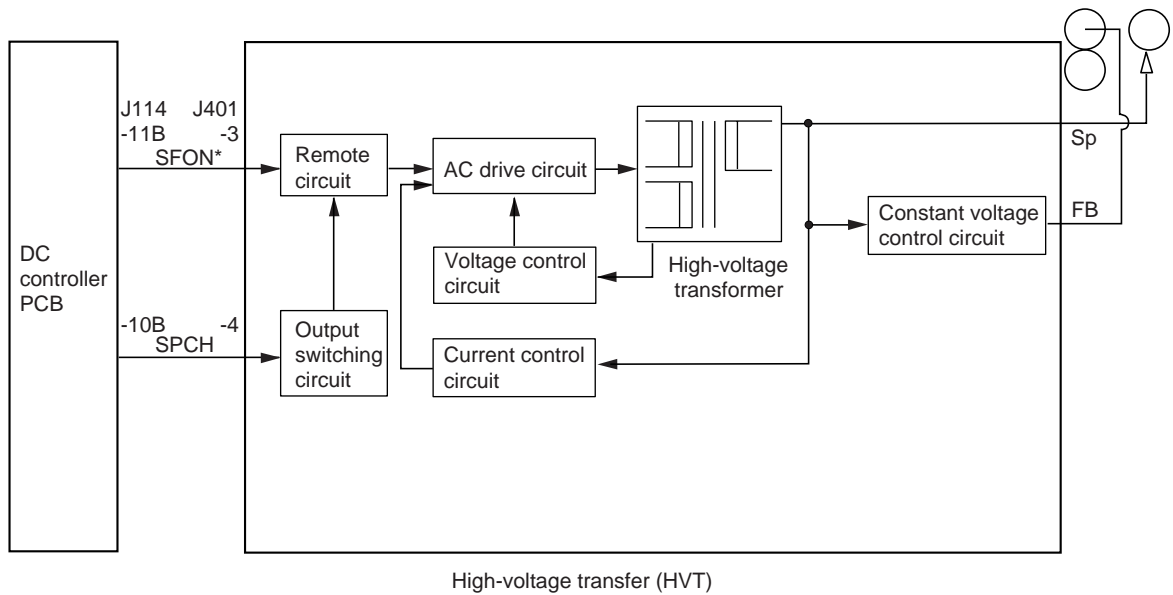 J114 J401
-11B -3
SFON*
Remote
circuit
AC drive circuit
Sp
DC
controller
PCB
Voltage control
circuit
High-voltage
transformer
Constant voltage
control circuit
FB
-10B -4
SPCH
Output
switching
circuit
Current control
circuit
High-voltage transfer (HVT)